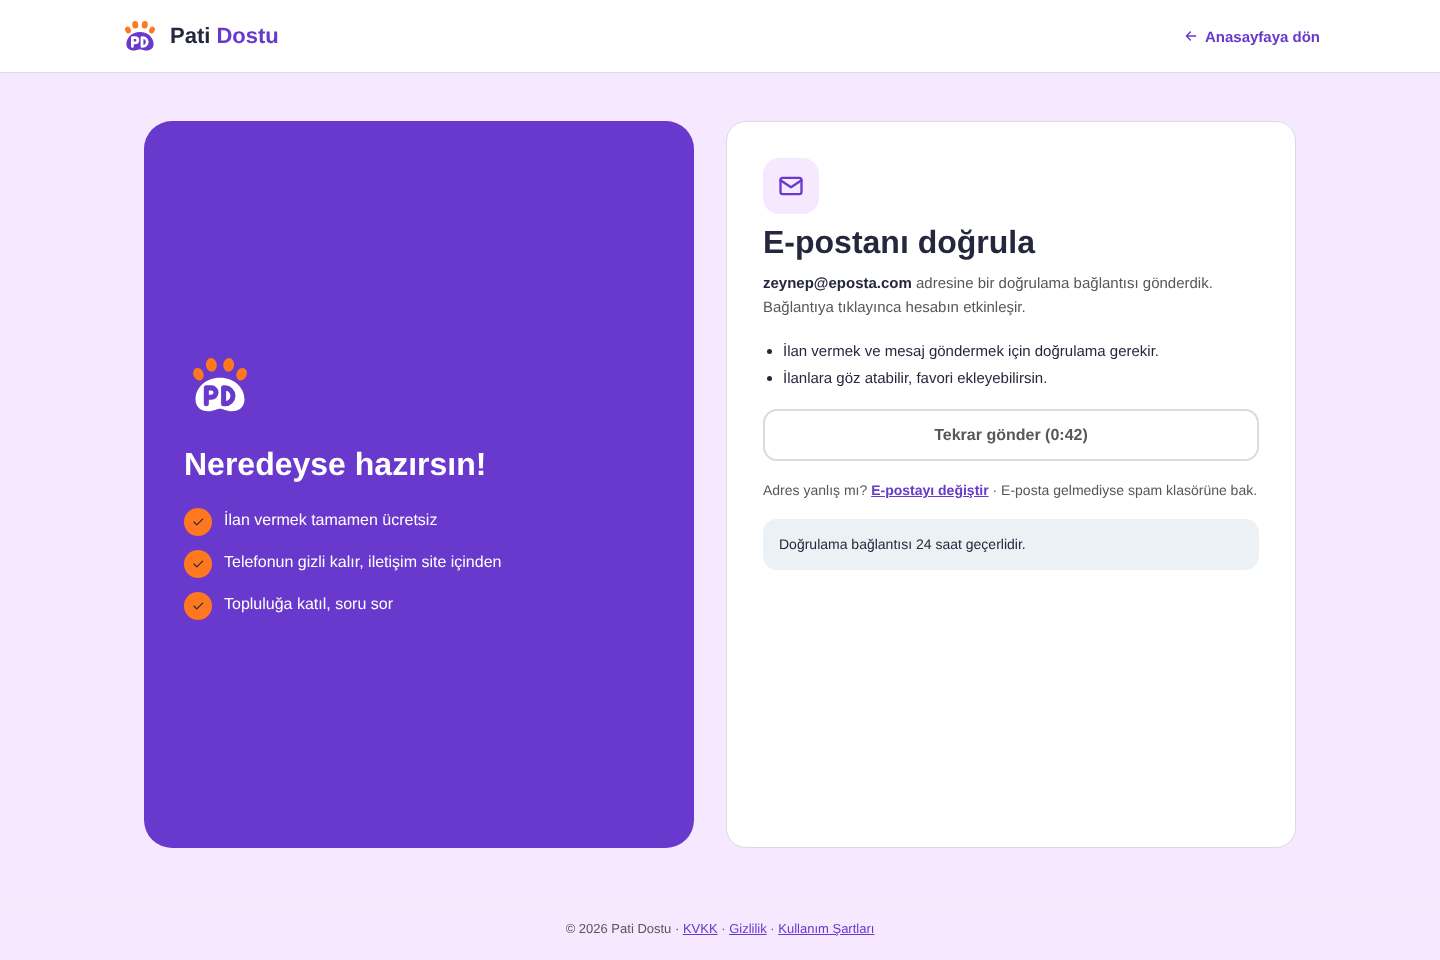 PD
Pati Dostu
Anasayfaya dön
PD
Neredeyse hazırsın!
İlan vermek tamamen ücretsiz
Telefonun gizli kalır, iletişim site içinden
Topluluğa katıl, soru sor
E-postanı doğrula
zeynep@eposta.com adresine bir doğrulama bağlantısı gönderdik.
Bağlantıya tıklayınca hesabın etkinleşir.
İlan vermek ve mesaj göndermek için doğrulama gerekir.
İlanlara göz atabilir, favori ekleyebilirsin.
Tekrar gönder (0:42)
Adres yanlış mı? E-postayı değiştir · E-posta gelmediyse spam klasörüne bak.
Doğrulama bağlantısı 24 saat geçerlidir.
© 2026 Pati Dostu · KVKK · Gizlilik · Kullanım Şartları